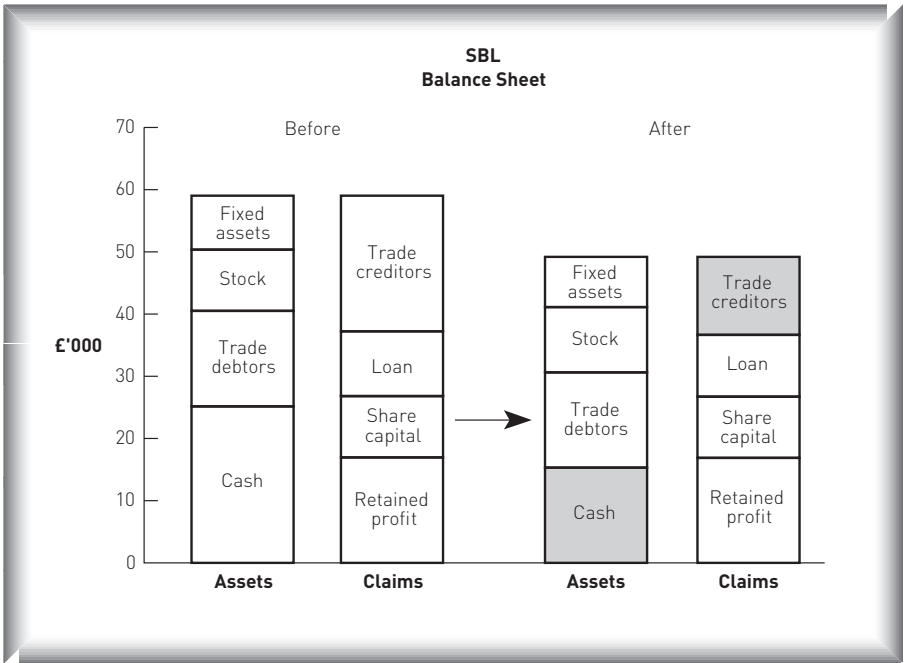 SBL
Balance Sheet
Before
After
70
60
50
40
30
20
10
0
£'000
Fixed
assets
Stock
Trade
debtors
Cash
Trade
creditors
Loan
Share
capital
Retained
profit
Fixed
assets
Stock
Trade
debtors
Cash
Trade
creditors
Loan
Share
capital
Retained
profit
Assets
Claims
Assets
Claims